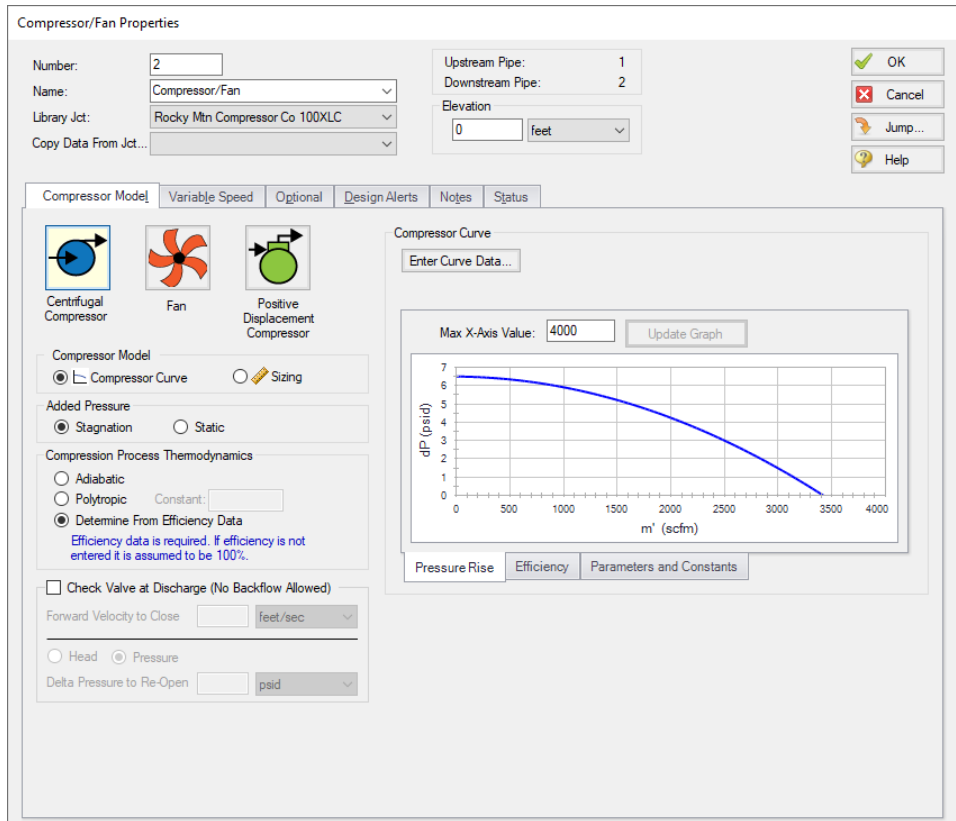 Compressor/Fan Properties
Number: 2
Name: Compressor/Fan
Library Jct: Rocky Mtn Compressor Co 100XLC
Copy Data From Jct...
Upstream Pipe: 1
Downstream Pipe: 2
Elevation
0 feet
OK
Cancel
Jump...
Help
Compressor Model Variable Speed Optional Design Alerts Notes Status
Centrifugal
Compressor
Fan
Positive
Displacement
Compressor
Compressor Model
Compressor Curve Sizing
Added Pressure
Stagnation Static
Compression Process Thermodynamics
Adiabatic
Polytropic Constant:
Determine From Efficiency Data
Efficiency data is required. If efficiency is not
entered it is assumed to be 100%.
Check Valve at Discharge (No Backflow Allowed)
Forward Velocity to Close feet/sec
Head Pressure
Delta Pressure to Re-Open psid
Compressor Curve
Enter Curve Data...
Max X-Axis Value: 4000 Update Graph
7
6
5
4
3
2
1
0
dP (psid)
0 500 1000 1500 2000 2500 3000 3500 4000
m' (scfm)
Pressure Rise Efficiency Parameters and Constants